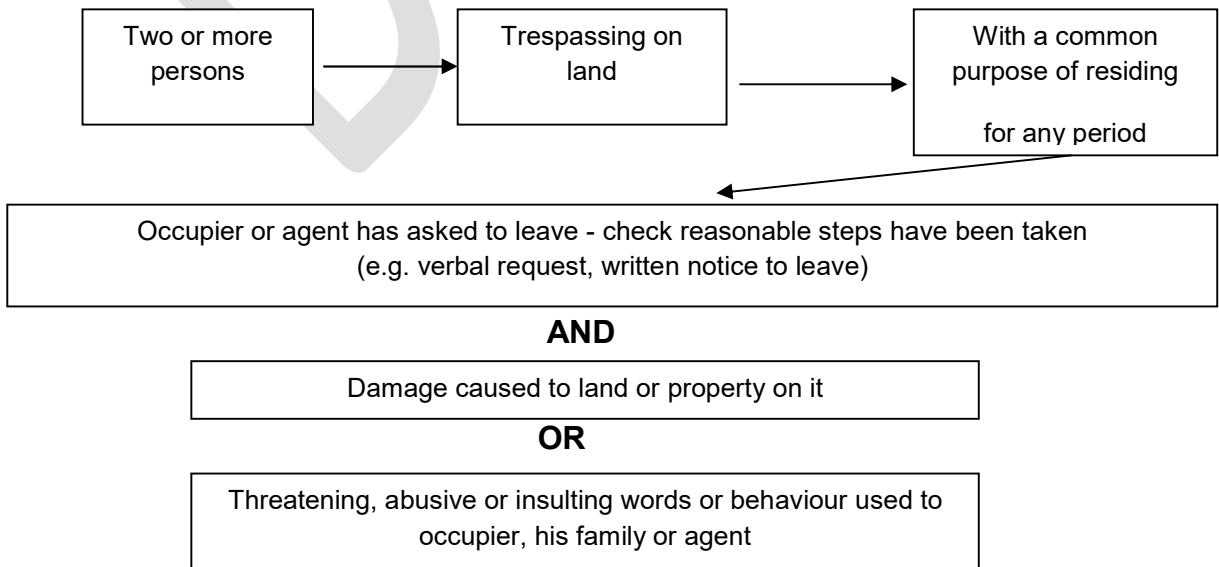 Two or more
persons
Trespassing on
land
With a common
purpose of residing
for any period
Occupier or agent has asked to leave - check reasonable steps have been taken
(e.g. verbal request, written notice to leave)
AND
Damage caused to land or property on it
OR
Threatening, abusive or insulting words or behaviour used to
occupier, his family or agent